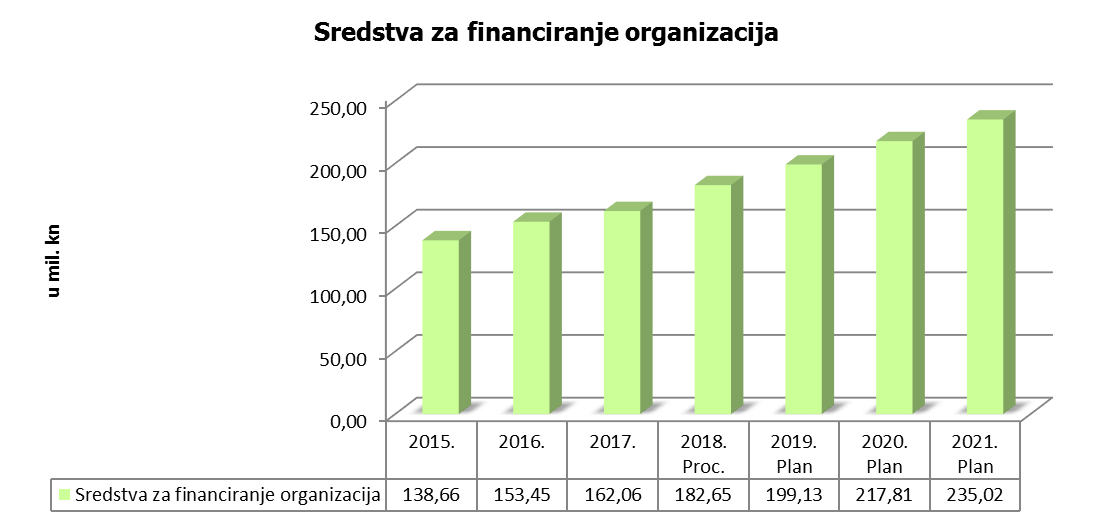 Sredstva za financiranje organizacija
u mil. kn
250,00
200,00
150,00
100,00
50,00
0,00
2015. 2016. 2017. 2018. 2019. 2020. 2021.
Proc. Plan Plan Plan
Sredstva za financiranje organizacija 138,66 153,45 162,06 182,65 199,13 217,81 235,02